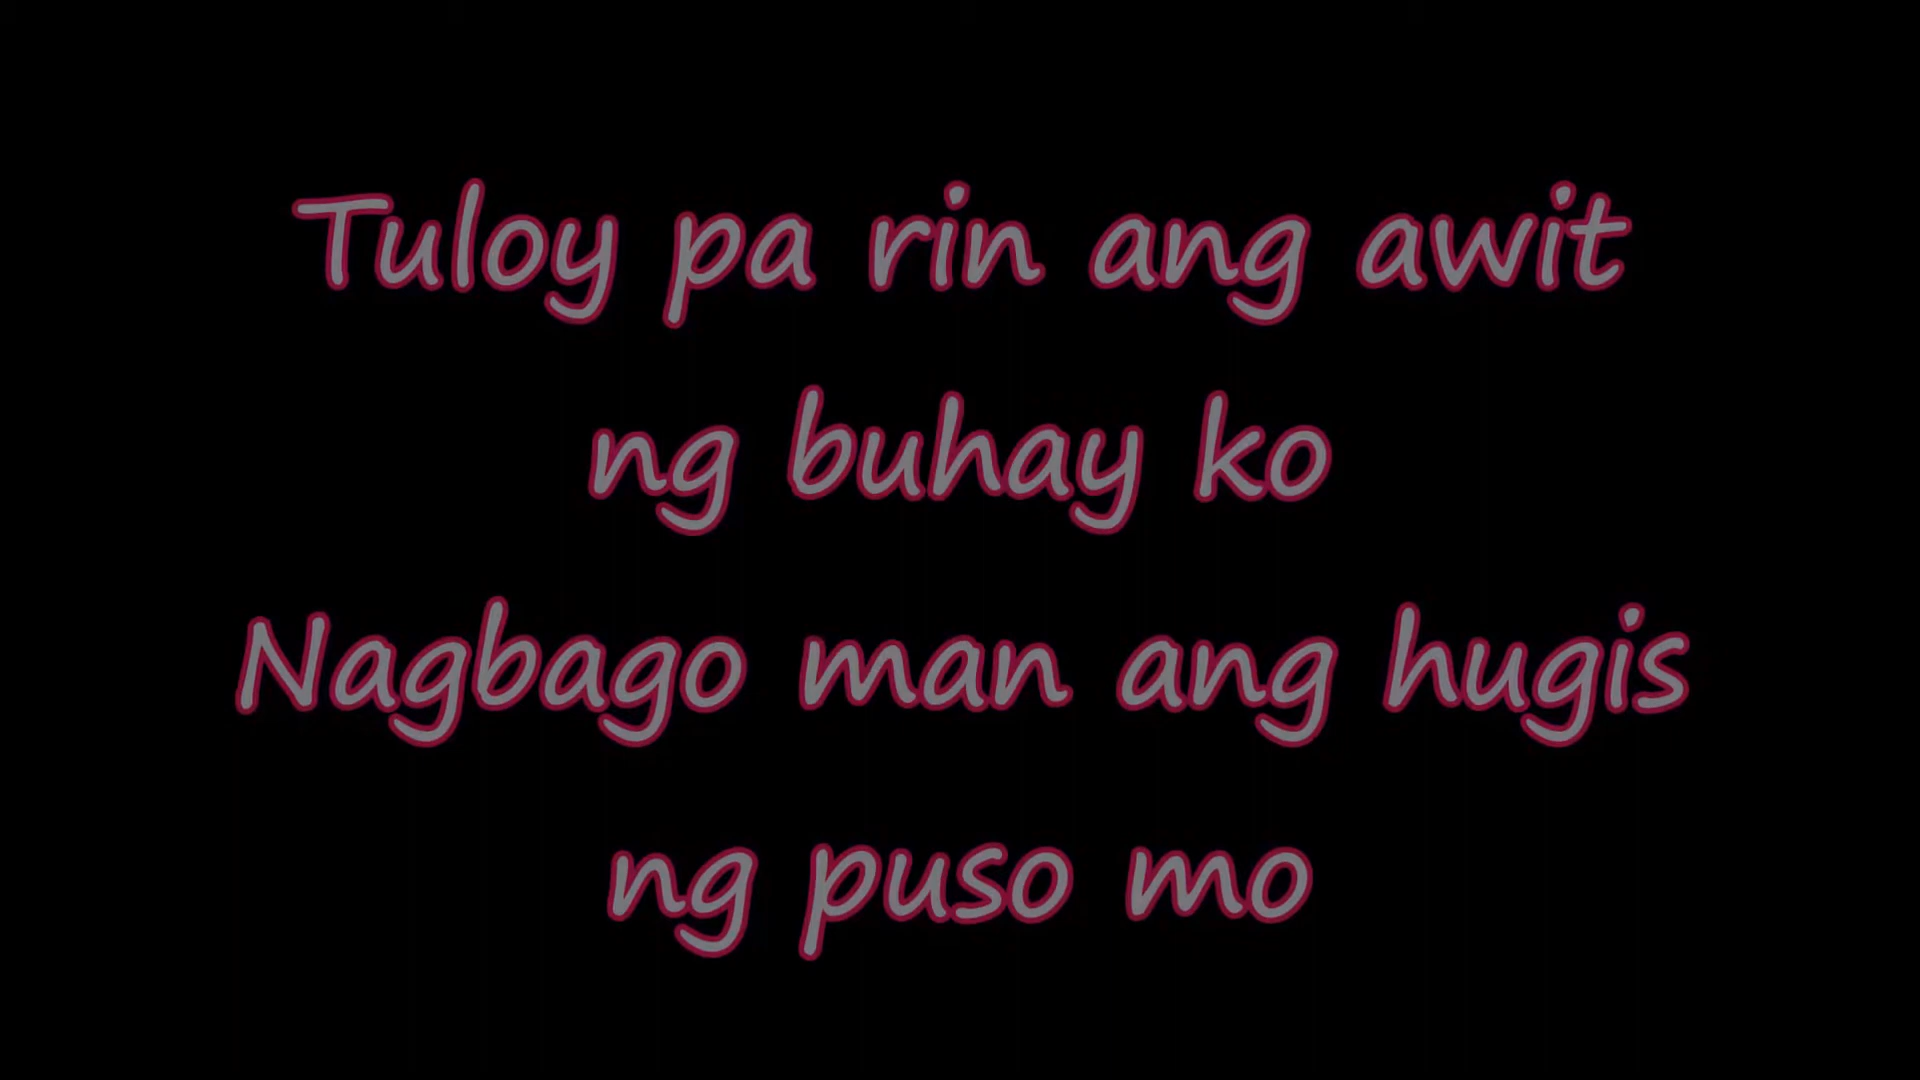 Tuloy pa rin ang awit
ng buhay ko
Nagbago man ang hugis
ng puso mo